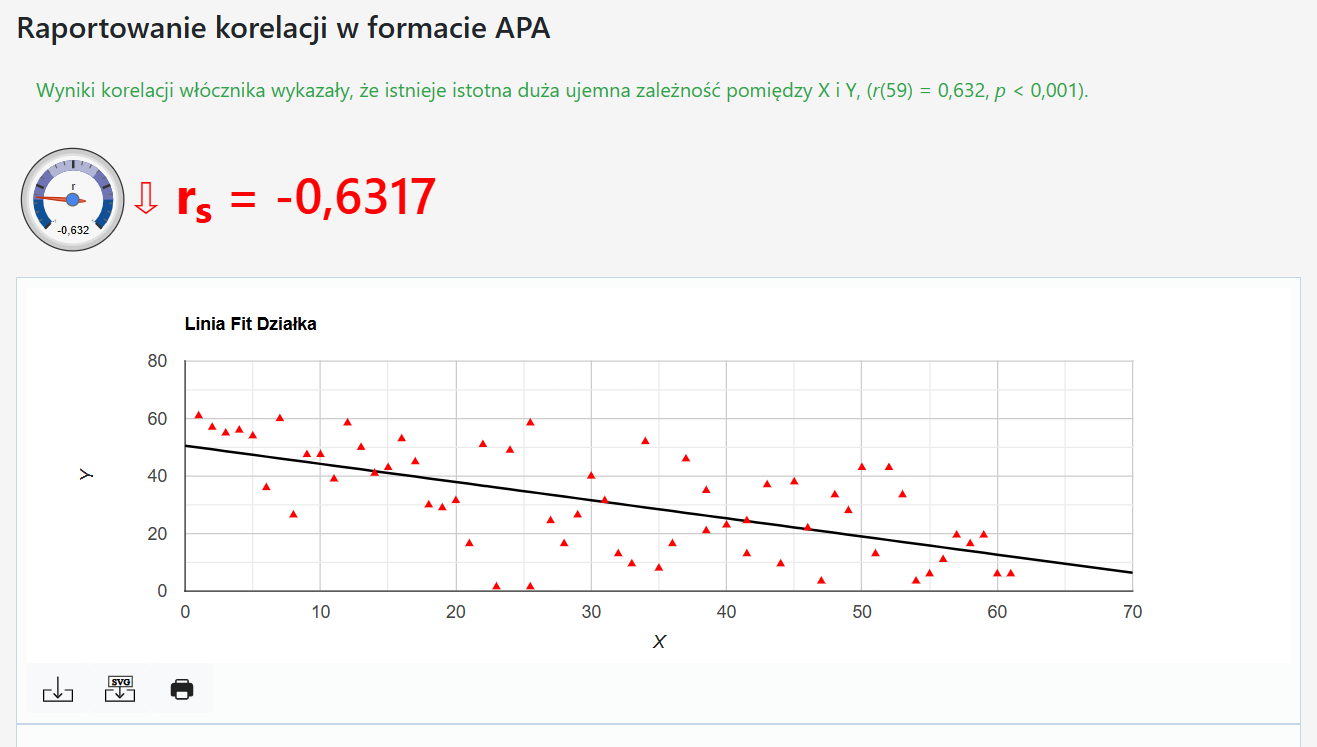 Raportowanie korelacji w formacie APA
Wyniki korelacji włócznika wykazały, że istnieje istotna duża ujemna zależność pomiędzy X i Y, (r(59) = 0,632, p < 0,001).
r
-0,632
rs = -0,6317
Linia Fit Działka
80
60
40
20
0
Y
0 10 20 30 40 50 60 70
X
SVG